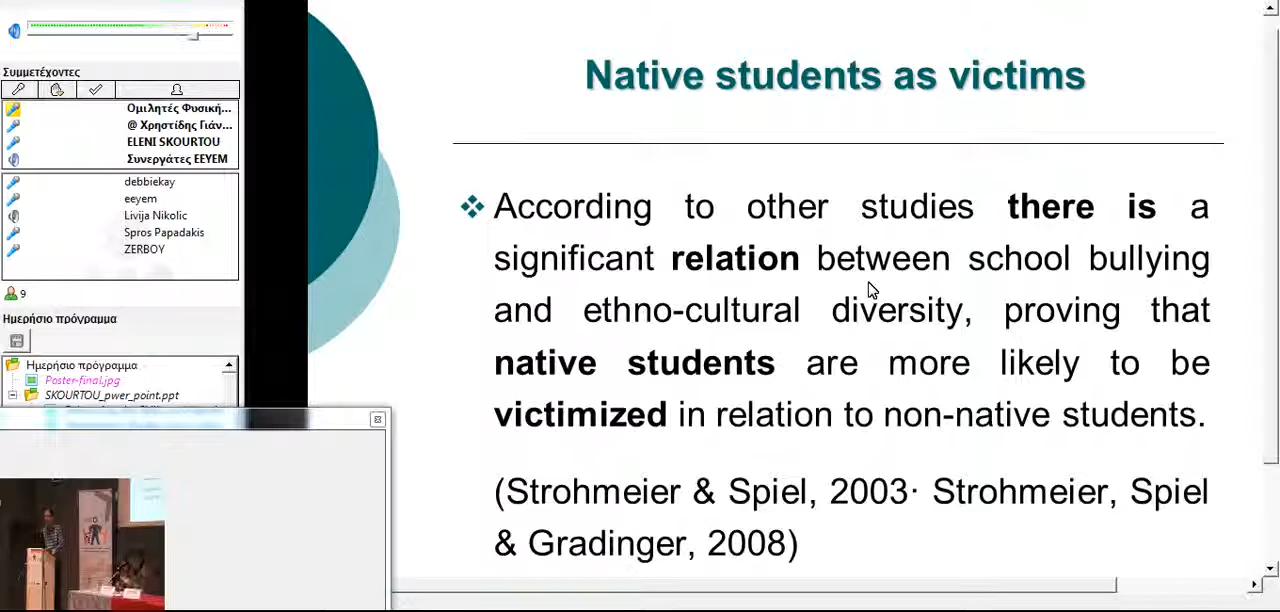 Συμμετέχοντες
Ομιλητές Φυσική...
@ Χρηστίδης Γιάν...
ELENI SKOURTOU
Συνεργάτες ΕΕΥΕΜ
debbiekay
eeyem
Livija Nikolic
Spros Papadakis
ZERBOY
9
Ημερήσιο πρόγραμμα
Ημερήσιο πρόγραμμα
Poster-final.jpg
SKOURTOU_pwer_point.ppt
Native students as victims
According to other studies there is a
significant relation between school bullying
and ethno-cultural diversity, proving that
native students are more likely to be
victimized in relation to non-native students.
(Strohmeier & Spiel, 2003· Strohmeier, Spiel
& Gradinger, 2008)